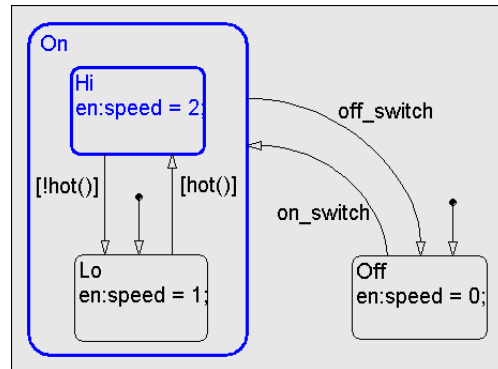 On
Hi
en:speed = 2;
off_switch
[!hot()]
[hot()]
on_switch
Lo
en:speed = 1;
Off
en:speed = 0;